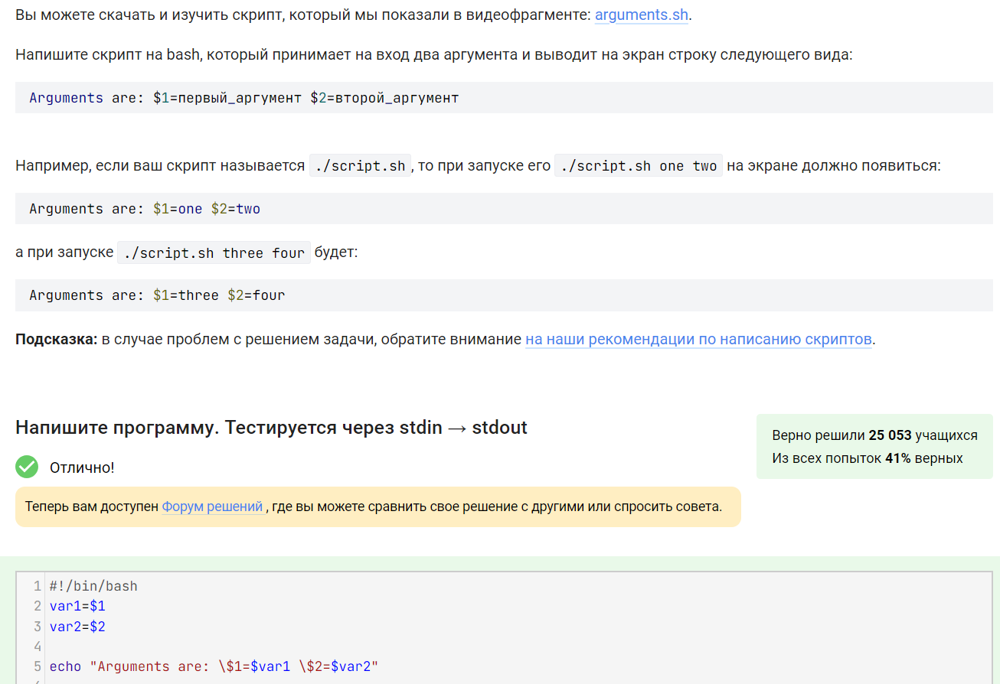 Вы можете скачать и изучить скрипт, который мы показали в видеофрагменте: arguments.sh.
Напишите скрипт на bash, который принимает на вход два аргумента и выводит на экран строку следующего вида:
Arguments are: $1=первый_аргумент $2=второй_аргумент
Например, если ваш скрипт называется ./script.sh, то при запуске его ./script.sh one two на экране должно появиться:
Arguments are: $1=one $2=two
а при запуске ./script.sh three four будет:
Arguments are: $1=three $2=four
Подсказка: в случае проблем с решением задачи, обратите внимание на наши рекомендации по написанию скриптов.
Напишите программу. Тестируется через stdin → stdout
Верно решили 25 053 учащихся
Из всех попыток 41% верных
Отлично!
Теперь вам доступен Форум решений , где вы можете сравнить свое решение с другими или спросить совета.
1 #!/bin/bash
2 var1=$1
3 var2=$2
4
5 echo "Arguments are: \$1=$var1 \$2=$var2"